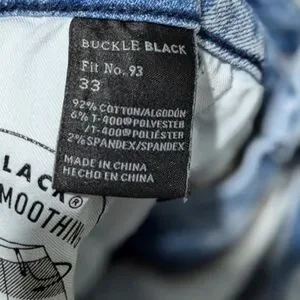 BUCKLE BLACK
Fit No. 93
33
92% COTTON/ALGODÓN
6% T-400® POLYESTER
/T-400® POLIÉSTER
2% SPANDEX/SPANDEX
MADE IN CHINA
HECHO EN CHINA
LACK®
MOOTHIN